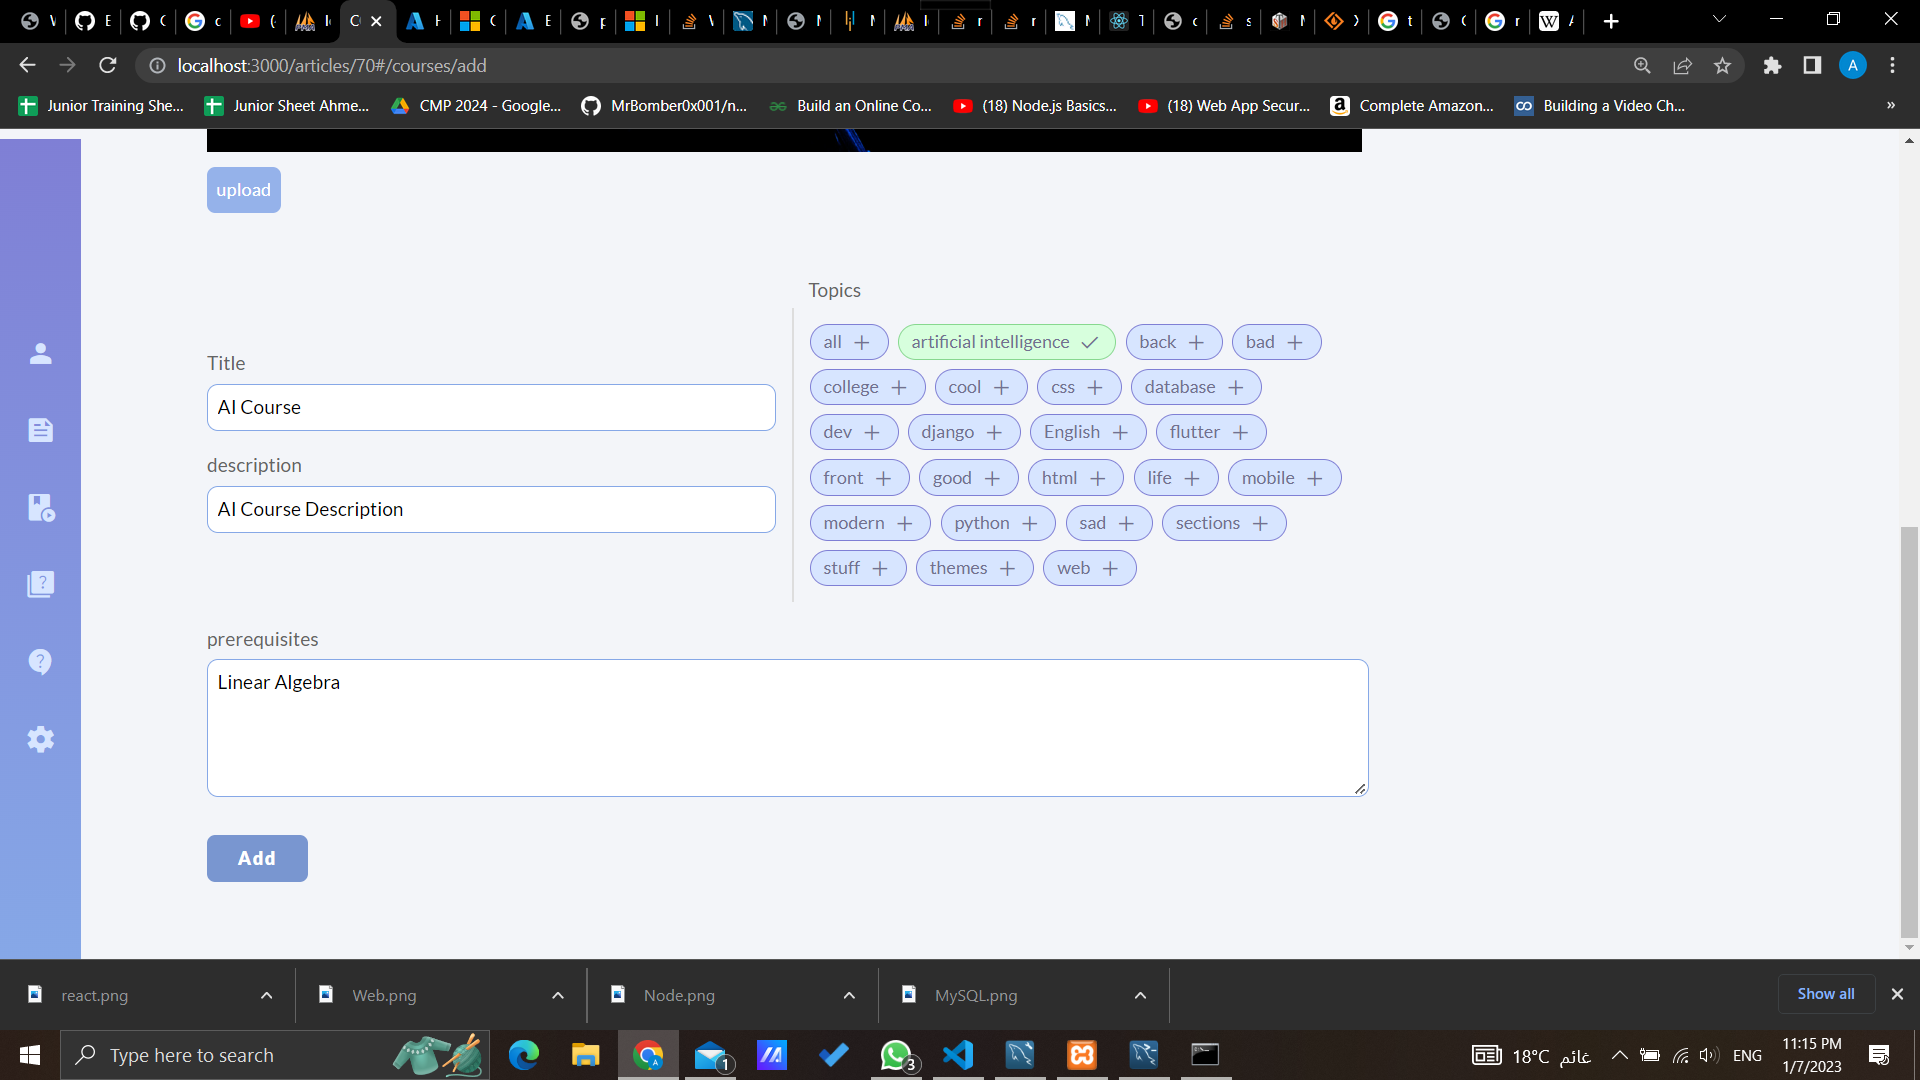 localhost:3000/articles/70#/courses/add
A
Junior Training She...
Junior Sheet Ahme...
CMP 2024 - Google...
MrBomber0x001/n...
Build an Online Co...
(18) Node.js Basics...
(18) Web App Secur...
Complete Amazon...
Building a Video Ch...
»
upload
Topics
all +
artificial intelligence
back +
bad +
college +
cool +
css +
database +
dev +
django +
English +
flutter +
front +
good +
html +
life +
mobile +
modern +
python +
sad +
sections +
stuff +
themes +
web +
Title
AI Course
description
AI Course Description
prerequisites
Linear Algebra
Add
react.png
Web.png
Node.png
MySQL.png
Show all
Type here to search
1
3
18°C غائم
ENG
11:15 PM
1/7/2023